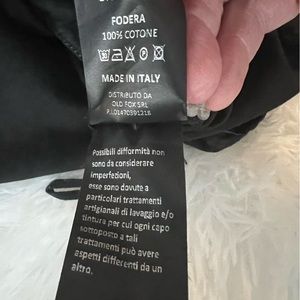 FODERA
100% COTONE
MADE IN ITALY
DISTRIBUTO DA
OLD FOX SRL
P.I.01470391216
Possibili difformità non
sono da considerare
imperfezioni,
esse sono dovute a
particolari trattamenti
artigianali di lavaggio e/o
tintura per cui ogni capo
sottoposto a tali
trattamenti può avere
aspetti differenti da un
altro.